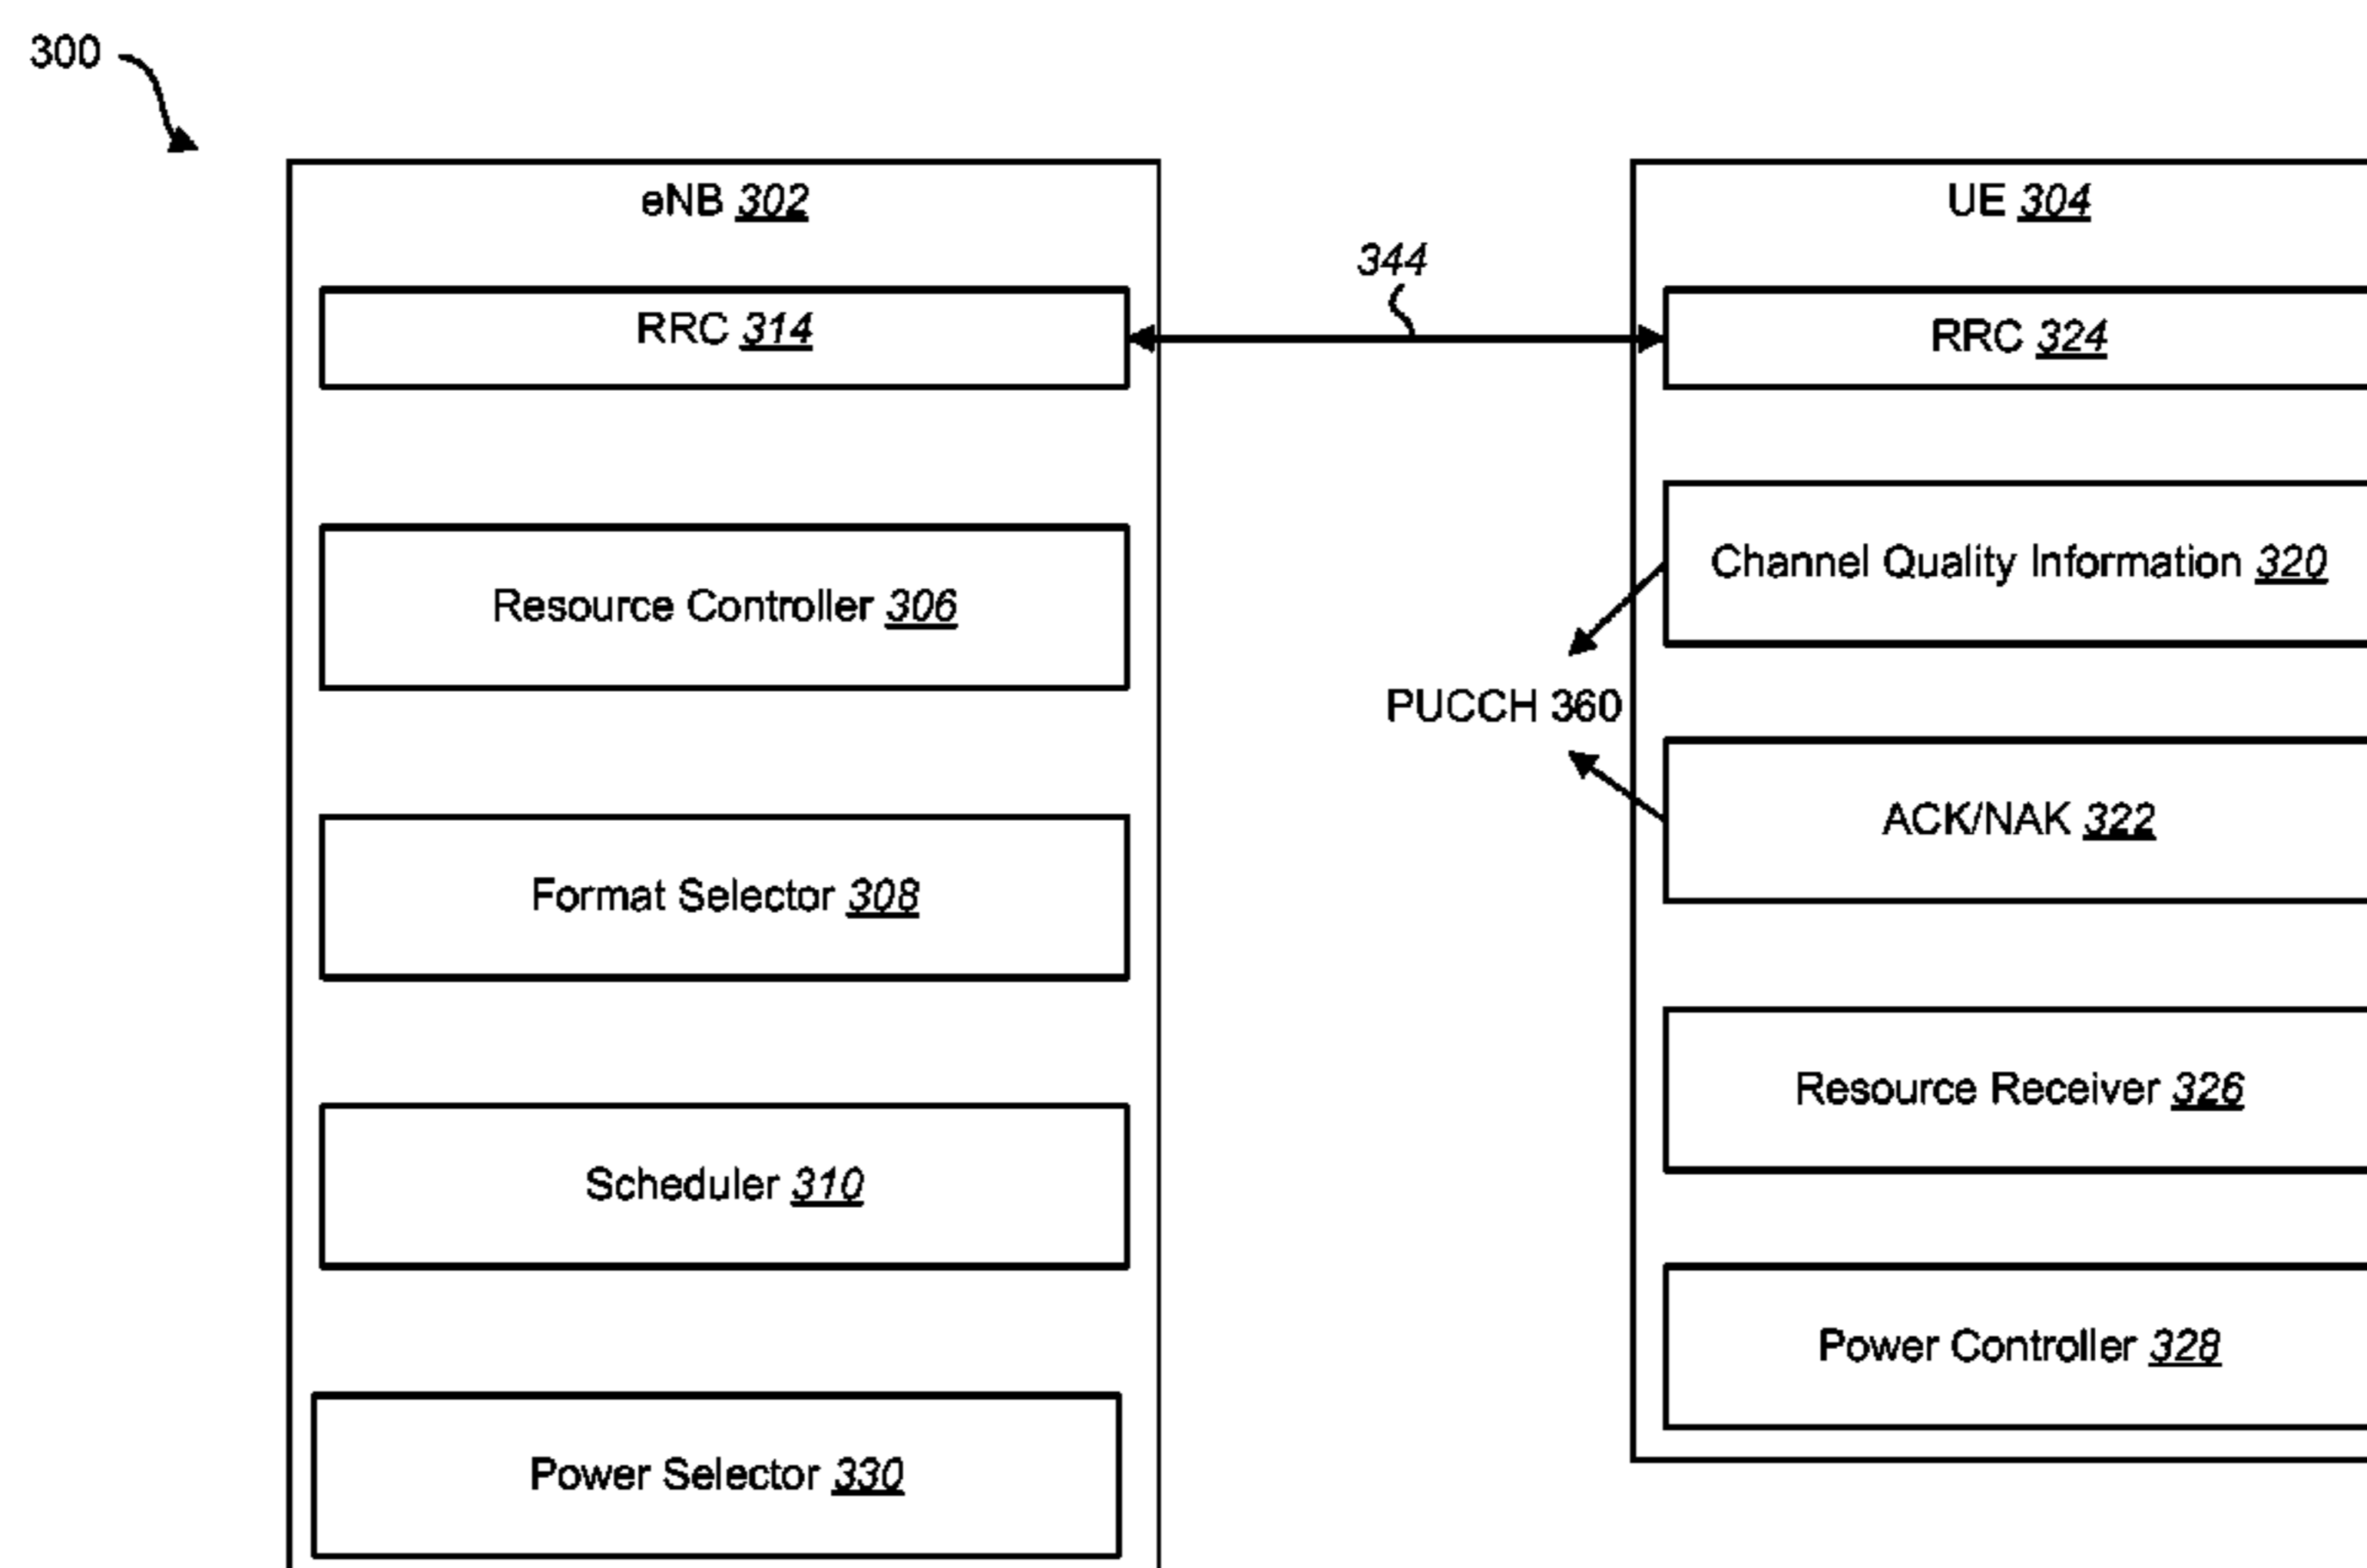 300
eNB 302
RRC 314
Resource Controller 306
Format Selector 308
Scheduler 310
Power Selector 330
344
PUCCH 360
UE 304
RRC 324
Channel Quality Information 320
ACK/NAK 322
Resource Receiver 326
Power Controller 328